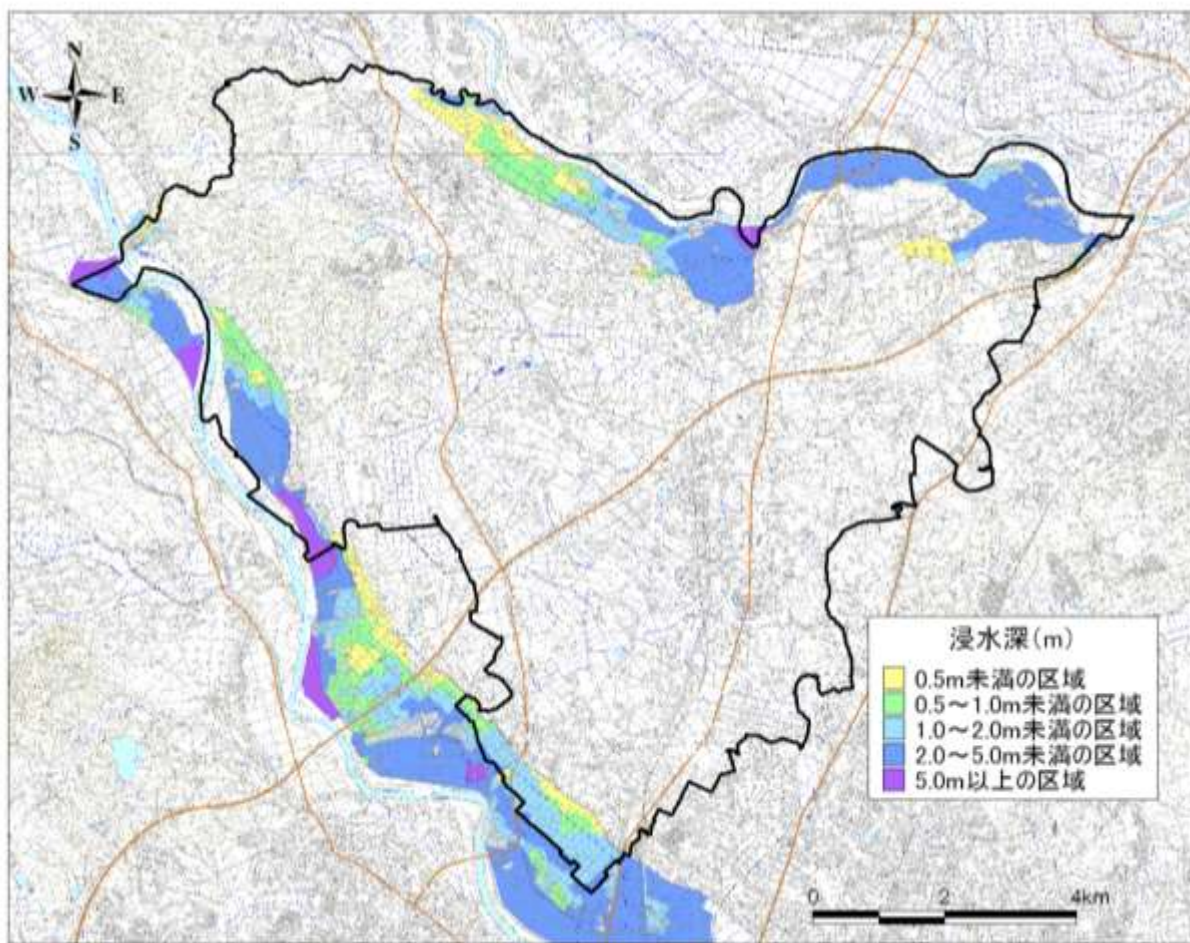 N
W E
S
浸水深(m)
0.5m未満の区域
0.5～1.0m未満の区域
1.0～2.0m未満の区域
2.0～5.0m未満の区域
5.0m以上の区域
0 2 4km